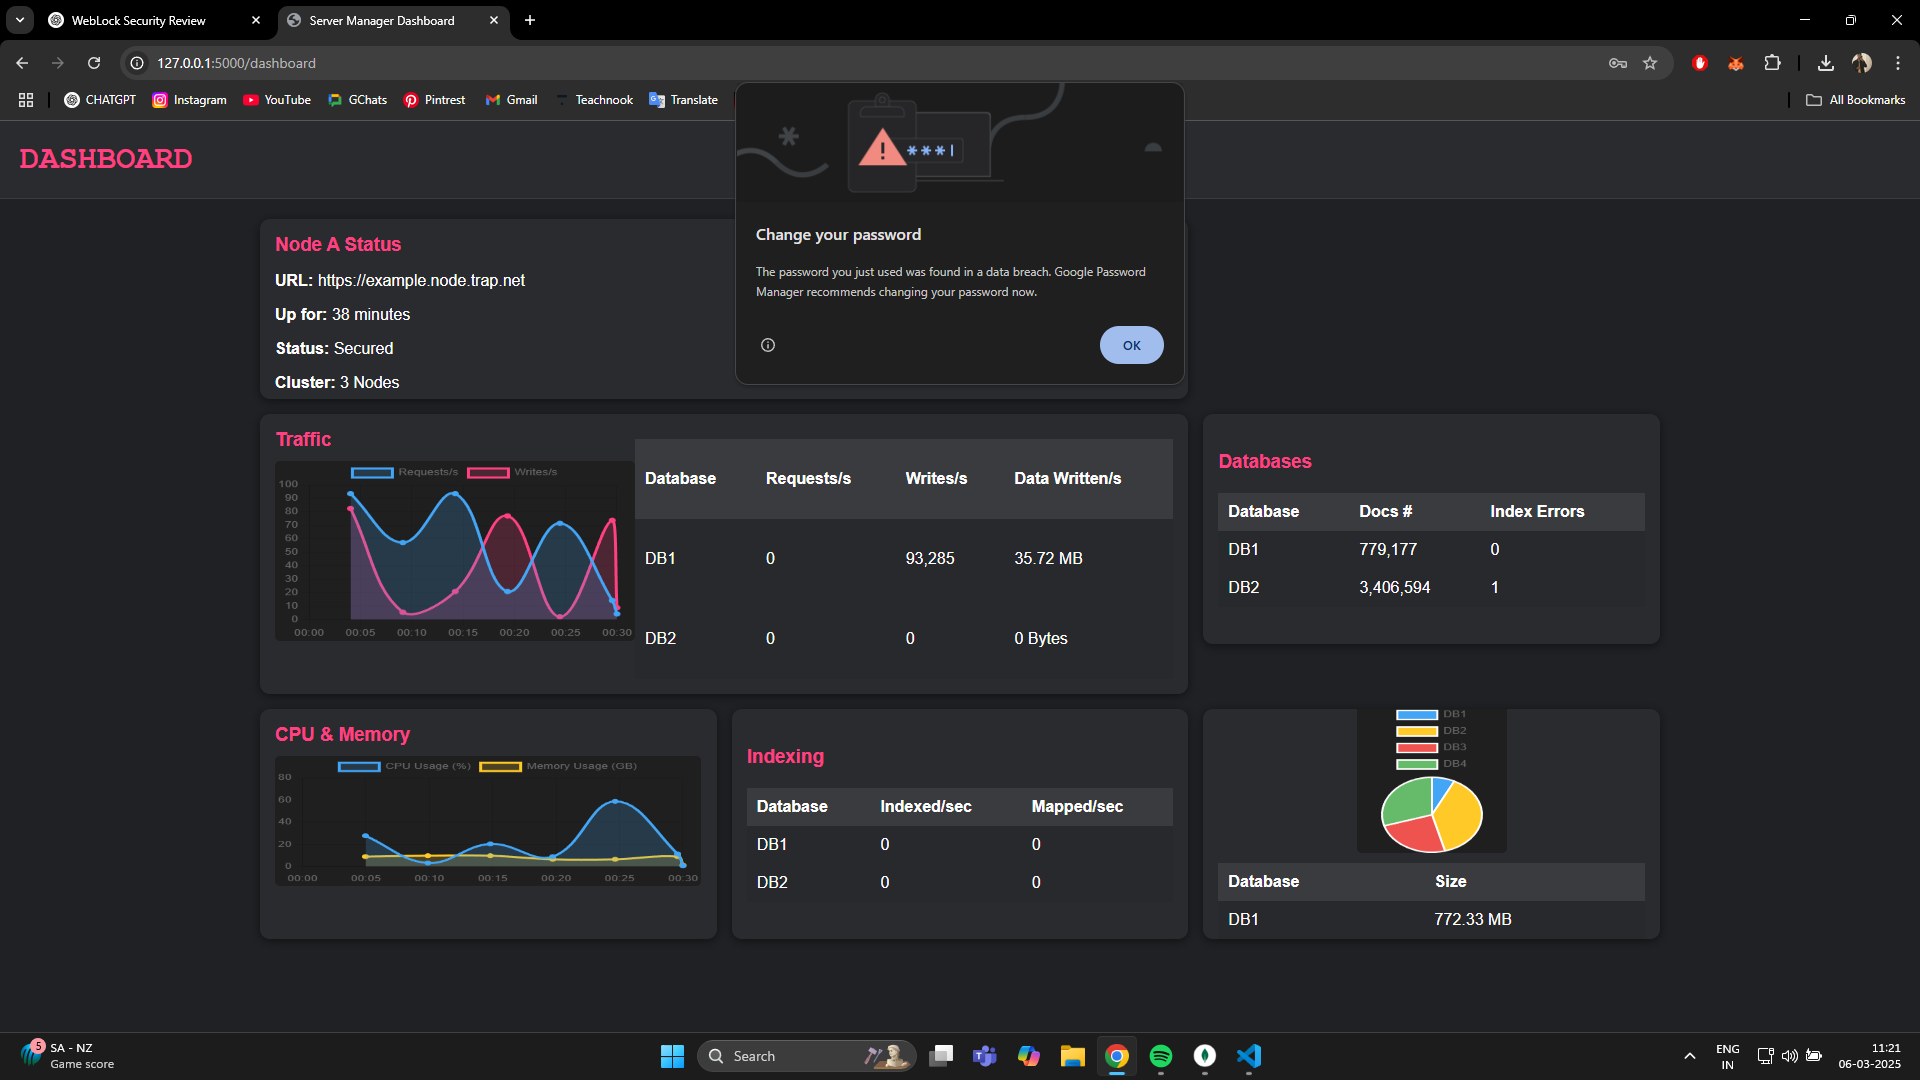 WebLock Security Review
Server Manager Dashboard
127.0.0.1:5000/dashboard
CHATGPT
Instagram
YouTube
GChats
Pintrest
Gmail
Teachnook
Translate
All Bookmarks
DASHBOARD
***|
Change your password
The password you just used was found in a data breach. Google Password
Manager recommends changing your password now.
OK
Node A Status
URL: https://example.node.trap.net
Up for: 38 minutes
Status: Secured
Cluster: 3 Nodes
Traffic
Requests/s Writes/s
100
90
80
70
60
50
40
30
20
10
0
00:00 00:05 00:10 00:15 00:20 00:25 00:30
Database Requests/s Writes/s Data Written/s
DB1 0 93,285 35.72 MB
DB2 0 0 0 Bytes
Databases
Database Docs # Index Errors
DB1 779,177 0
DB2 3,406,594 1
CPU & Memory
CPU Usage (%) Memory Usage (GB)
80
60
40
20
0
00:00 00:05 00:10 00:15 00:20 00:25 00:30
Indexing
Database Indexed/sec Mapped/sec
DB1 0 0
DB2 0 0
DB1
DB2
DB3
DB4
Database Size
DB1 772.33 MB
5
SA - NZ
Game score
Search
ENG
IN
11:21
06-03-2025